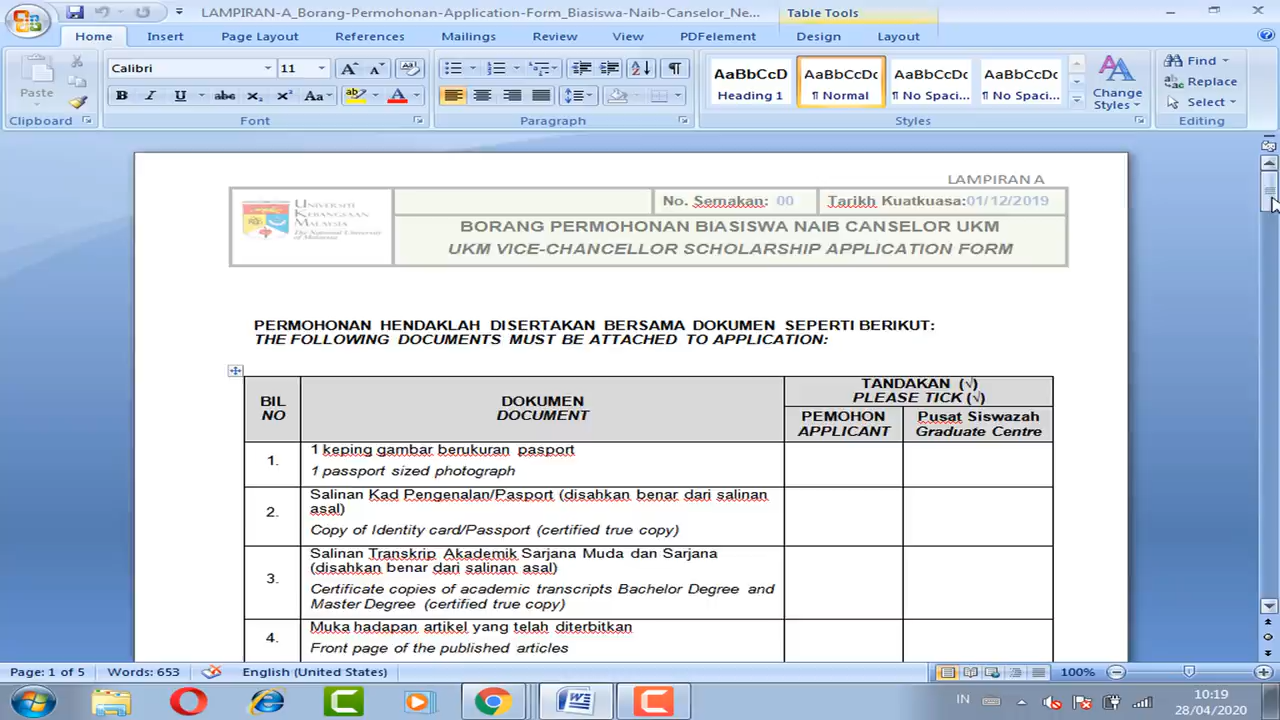 LAMPIRAN-A_Borang-Permohonan-Application-Form_Biasiswa_Naib-Canselor_Ne...
Table Tools
Home Insert Page Layout References Mailings Review View PDFelement Design Layout
Calibri 11
Paste
Clipboard Font Paragraph Styles Editing
AaBbCcD AaBbCcDc AaBbCcDc AaBbCcDc
Heading 1 ¶ Normal ¶ No Spaci... ¶ No Spaci...
Change Styles
Find
Replace
Select
LAMPIRAN A
UNIVERSITI
KEBANGSAAN
MALAYSIA
The National University
of Malaysia
No. Semakan: 00
Tarikh Kuatkuasa:01/12/2019
BORANG PERMOHONAN BIASISWA NAIB CANSELOR UKM
UKM VICE-CHANCELLOR SCHOLARSHIP APPLICATION FORM
PERMOHONAN HENDAKLAH DISERTAKAN BERSAMA DOKUMEN SEPERTI BERIKUT:
THE FOLLOWING DOCUMENTS MUST BE ATTACHED TO APPLICATION:
BIL
NO
DOKUMEN
DOCUMENT
TANDAKAN (√)
PLEASE TICK (√)
PEMOHON
APPLICANT
Pusat Siswazah
Graduate Centre
1.
1 keping gambar berukuran pasport
1 passport sized photograph
2.
Salinan Kad Pengenalan/Pasport (disahkan benar dari salinan
asal)
Copy of Identity card/Passport (certified true copy)
3.
Salinan Transkrip Akademik Sarjana Muda dan Sarjana
(disahkan benar dari salinan asal)
Certificate copies of academic transcripts Bachelor Degree and
Master Degree (certified true copy)
4.
Muka hadapan artikel yang telah diterbitkan
Front page of the published articles
Page: 1 of 5 Words: 653 English (United States) 100%
IN
10:19
28/04/2020